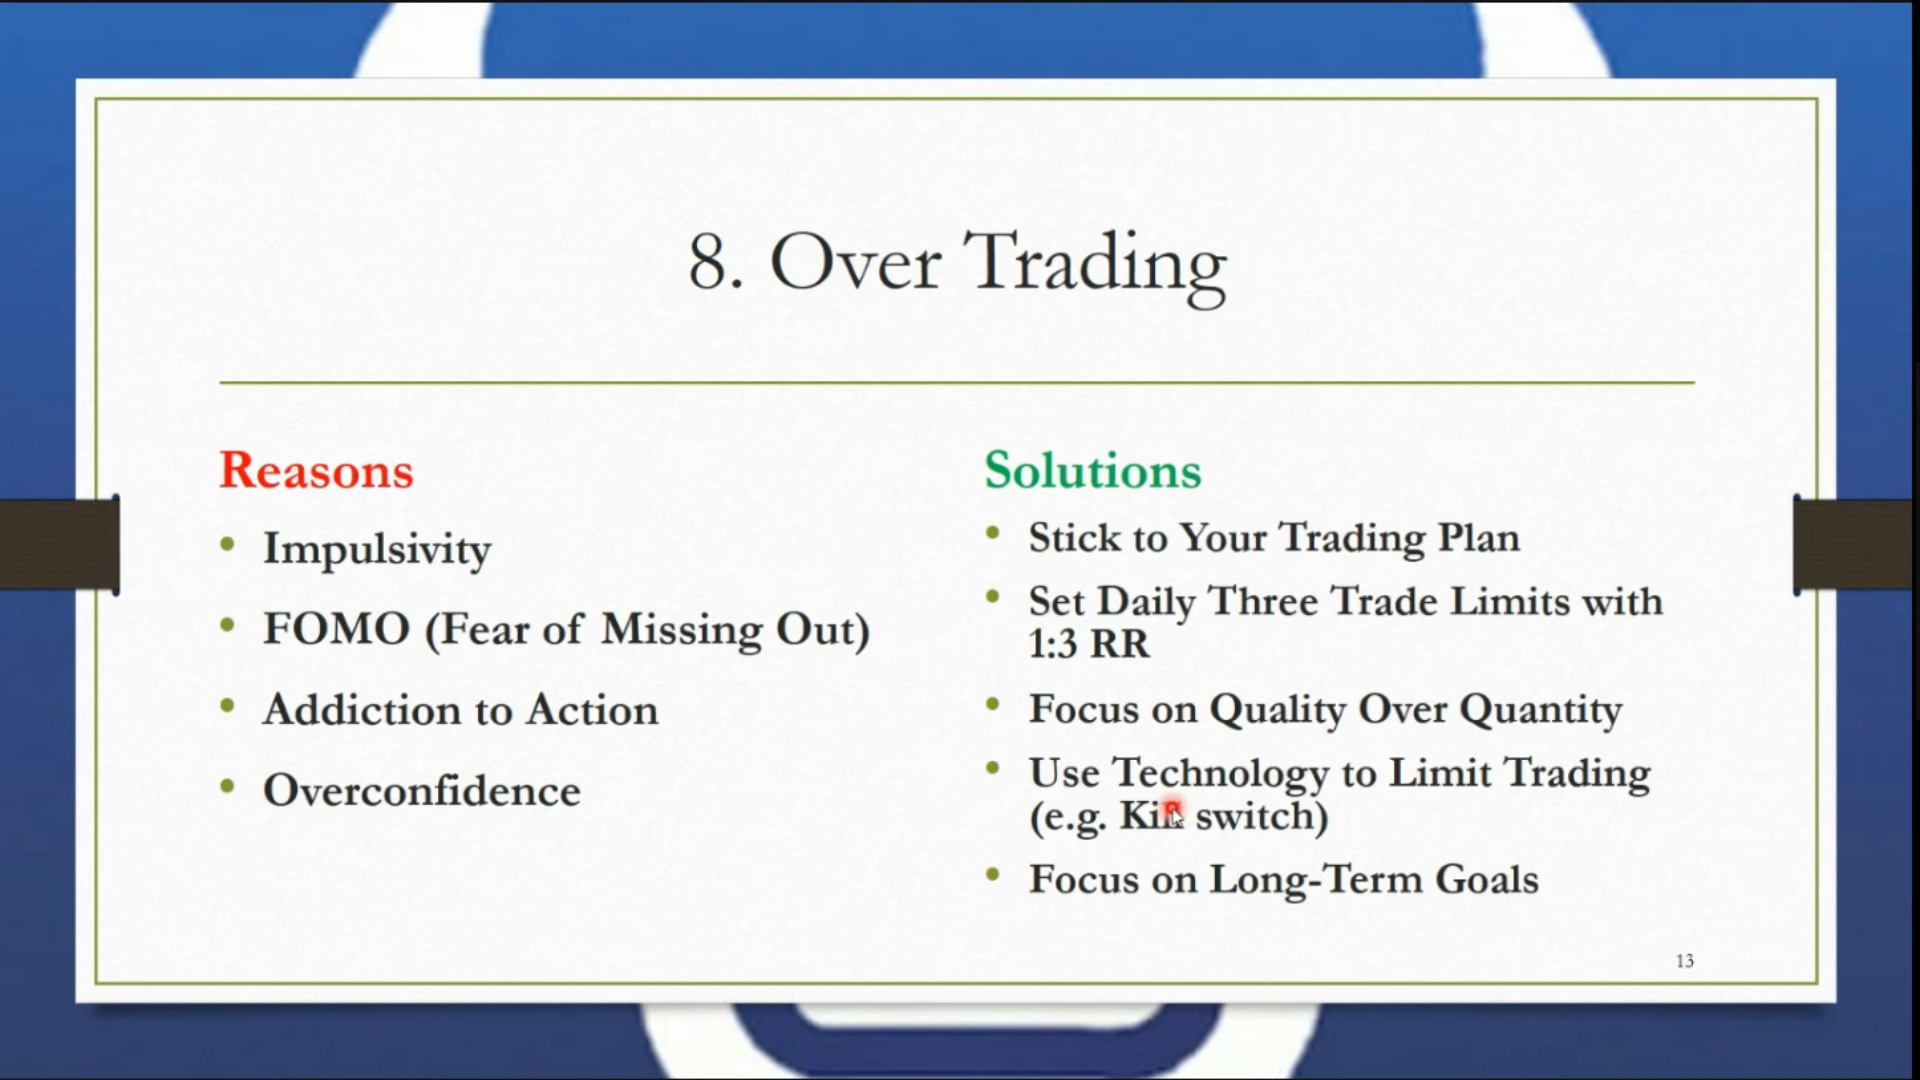 8. Over Trading
Reasons
Impulsivity
FOMO (Fear of Missing Out)
Addiction to Action
Overconfidence
Solutions
Stick to Your Trading Plan
Set Daily Three Trade Limits with
1:3 RR
Focus on Quality Over Quantity
Use Technology to Limit Trading
(e.g. Kill switch)
Focus on Long-Term Goals
13